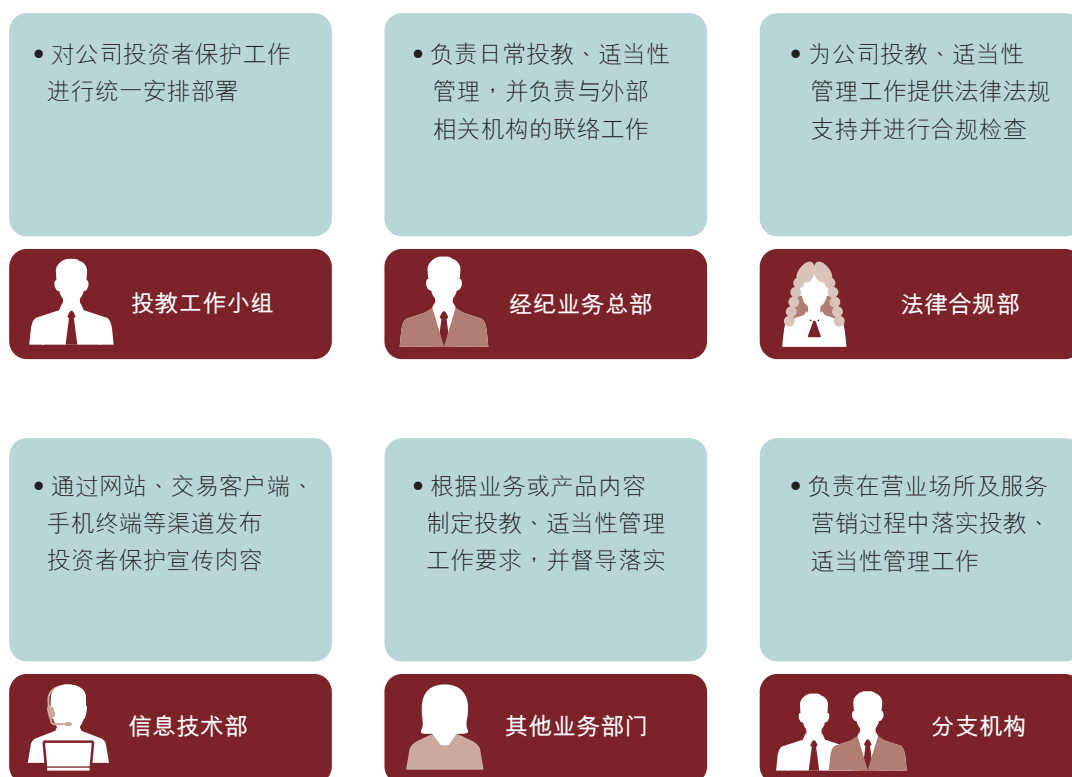 • 对公司投资者保护工作
进行统一安排部署
投教工作小组
• 负责日常投教、适当性
管理，并负责与外部
相关机构的联络工作
经纪业务总部
• 为公司投教、适当性
管理工作提供法律法规
支持并进行合规检查
法律合规部
• 通过网站、交易客户端、
手机终端等渠道发布
投资者保护宣传肉容
信息技术部
• 根据业务或产品内容
制定投教、适当性管理
工作要求，并督导落实
其他业务部门
• 负责在营业场所及服务
营销过程中落实投教、
适当性管理工作
分支机构